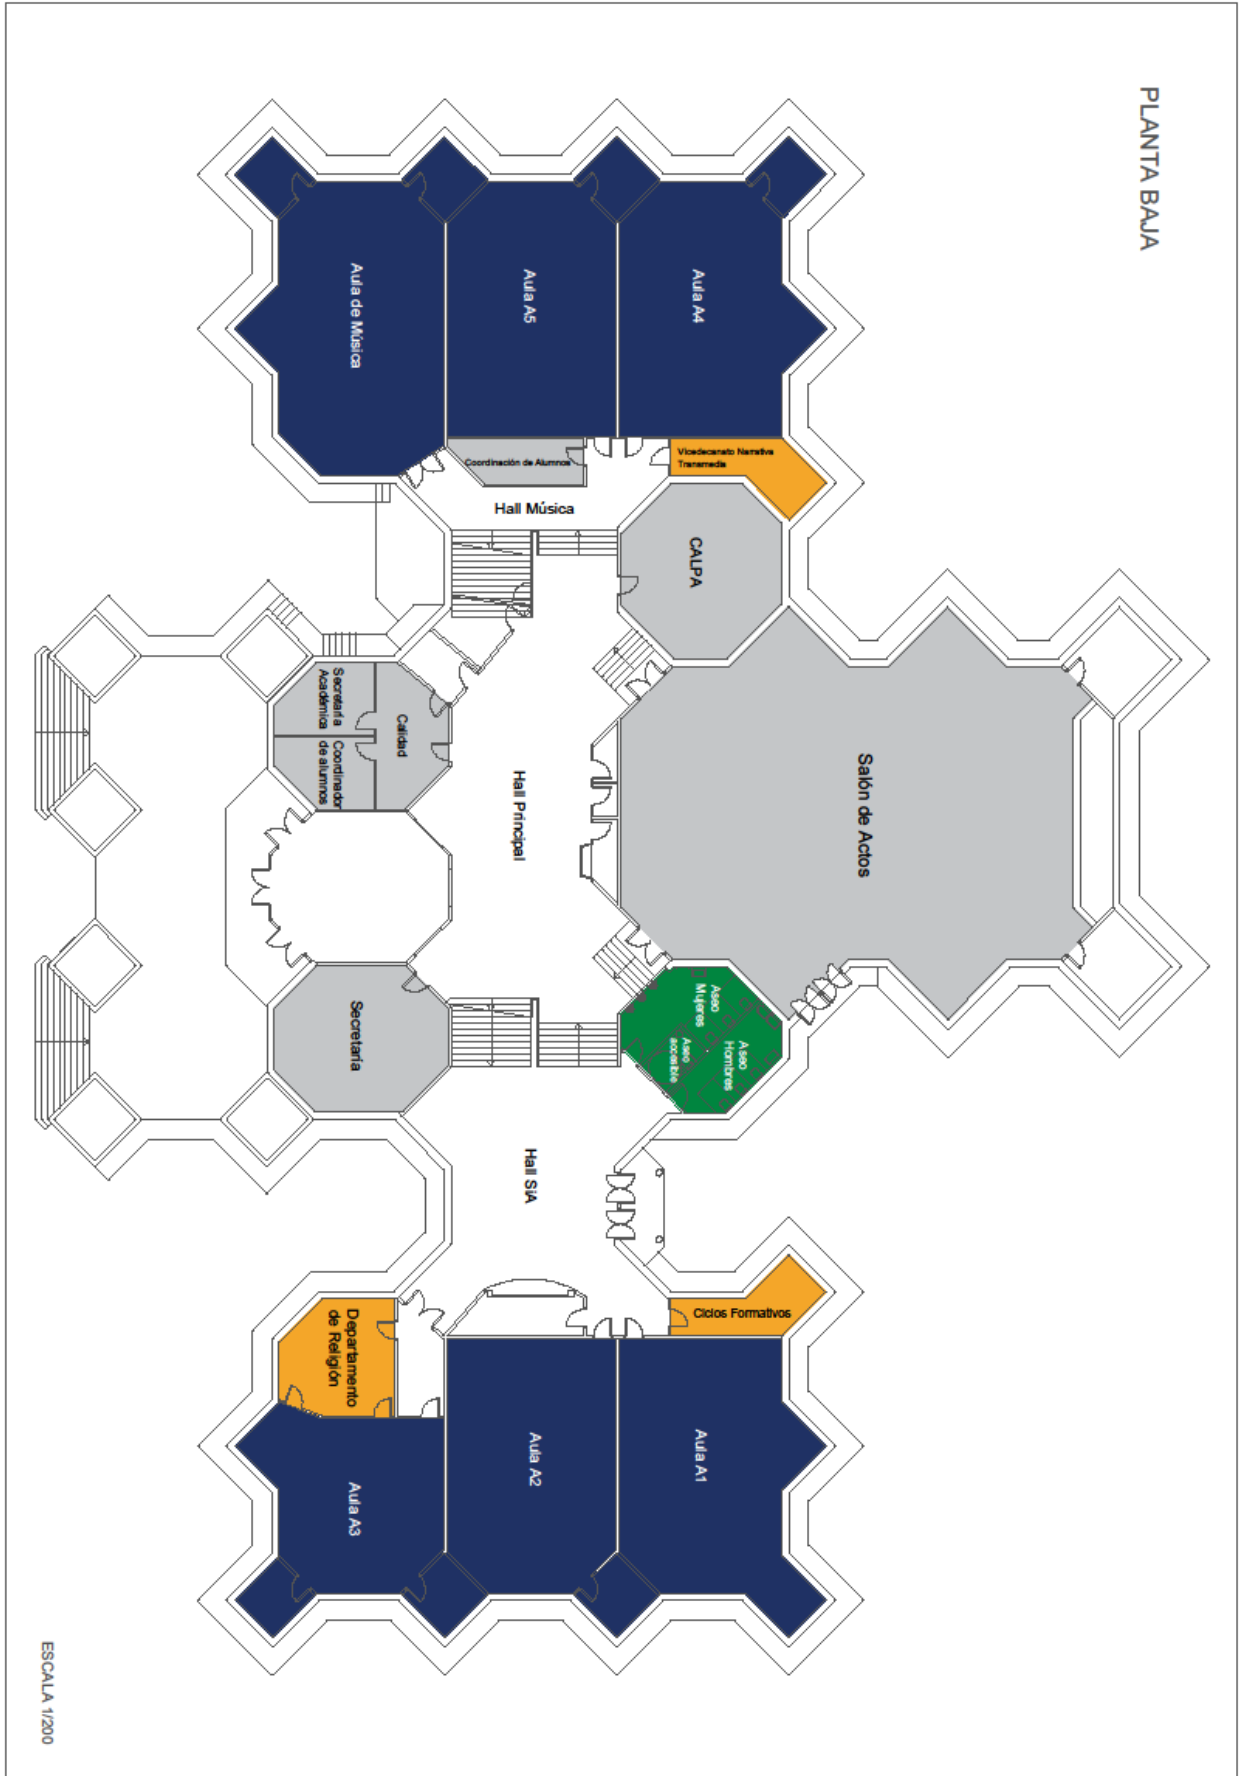 PLANTA BAJA
Aula A4
Aula A5
Aula de Música
Vicedecanato Narrativa
Transmedia
Coordinación de Alumnos
Hall Música
CALPA
Salón de Actos
Hall Principal
Calidad
Secretaría
Académica
Coordinador
de alumnos
Secretaría
Aseo
Mujeres
Aseo
Hombres
Aseo
accesible
Hall SIA
Ciclos Formativos
Departamento
de Religión
Aula A1
Aula A2
Aula A3
ESCALA 1/200